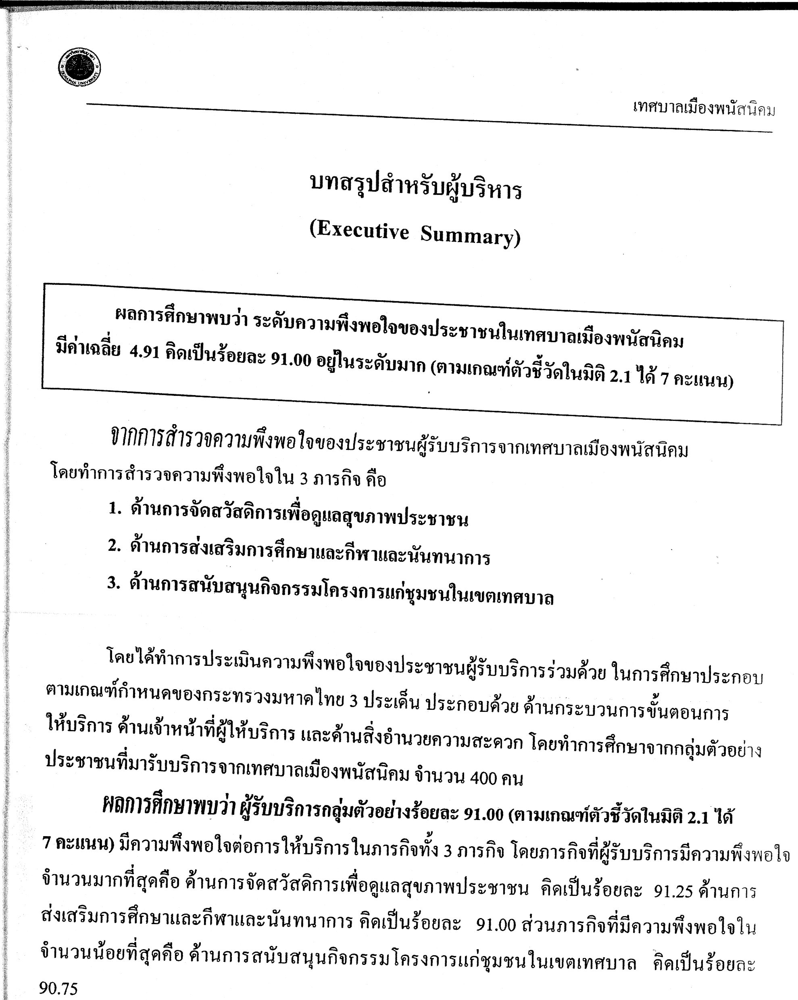 BURAPHA UNIVERSITY
เทศบาลเมืองพนัสนิคม
บทสรุปสำหรับผู้บริหาร
(Executive Summary)
ผลการศึกษาพบว่า ระดับความพึงพอใจของประชาชนในเทศบาลเมืองพนัสนิคม
มีค่าเฉลี่ย 4.91 คิดเป็นร้อยละ 91.00 อยู่ในระดับมาก (ตามเกณฑ์ตัวชี้วัดในมิติ 2.1 ได้ 7 คะแนน)
จากการสำรวจความพึงพอใจของประชาชนผู้รับบริการจากเทศบาลเมืองพนัสนิคม
โดยทำการสำรวจความพึงพอใจใน 3 ภารกิจ คือ
1. ด้านการจัดสวัสดิการเพื่อดูแลสุขภาพประชาชน
2. ด้านการส่งเสริมการศึกษาและกีฬาและนันทนาการ
3. ด้านการสนับสนุนกิจกรรมโครงการแก่ชุมชนในเขตเทศบาล
โดยได้ทำการประเมินความพึงพอใจของประชาชนผู้รับบริการร่วมด้วย ในการศึกษาประกอบ
ตามเกณฑ์กำหนดของกระทรวงมหาดไทย 3 ประเด็น ประกอบด้วย ด้านกระบวนการขั้นตอนการ
ให้บริการ ด้านเจ้าหน้าที่ผู้ให้บริการ และด้านสิ่งอำนวยความสะดวก โดยทำการศึกษาจากกลุ่มตัวอย่าง
ประชาชนที่มารับบริการจากเทศบาลเมืองพนัสนิคม จำนวน 400 คน
ผลการศึกษาพบว่า ผู้รับบริการกลุ่มตัวอย่างร้อยละ 91.00 (ตามเกณฑ์ตัวชี้วัดในมิติ 2.1 ได้
7 คะแนน) มีความพึงพอใจต่อการให้บริการในภารกิจทั้ง 3 ภารกิจ โดยภารกิจที่ผู้รับบริการมีความพึงพอใจ
จำนวนมากที่สุดคือ ด้านการจัดสวัสดิการเพื่อดูแลสุขภาพประชาชน คิดเป็นร้อยละ 91.25 ด้านการ
ส่งเสริมการศึกษาและกีฬาและนันทนาการ คิดเป็นร้อยละ 91.00 ส่วนภารกิจที่มีความพึงพอใจใน
จำนวนน้อยที่สุดคือ ด้านการสนับสนุนกิจกรรมโครงการแก่ชุมชนในเขตเทศบาล คิดเป็นร้อยละ
90.75